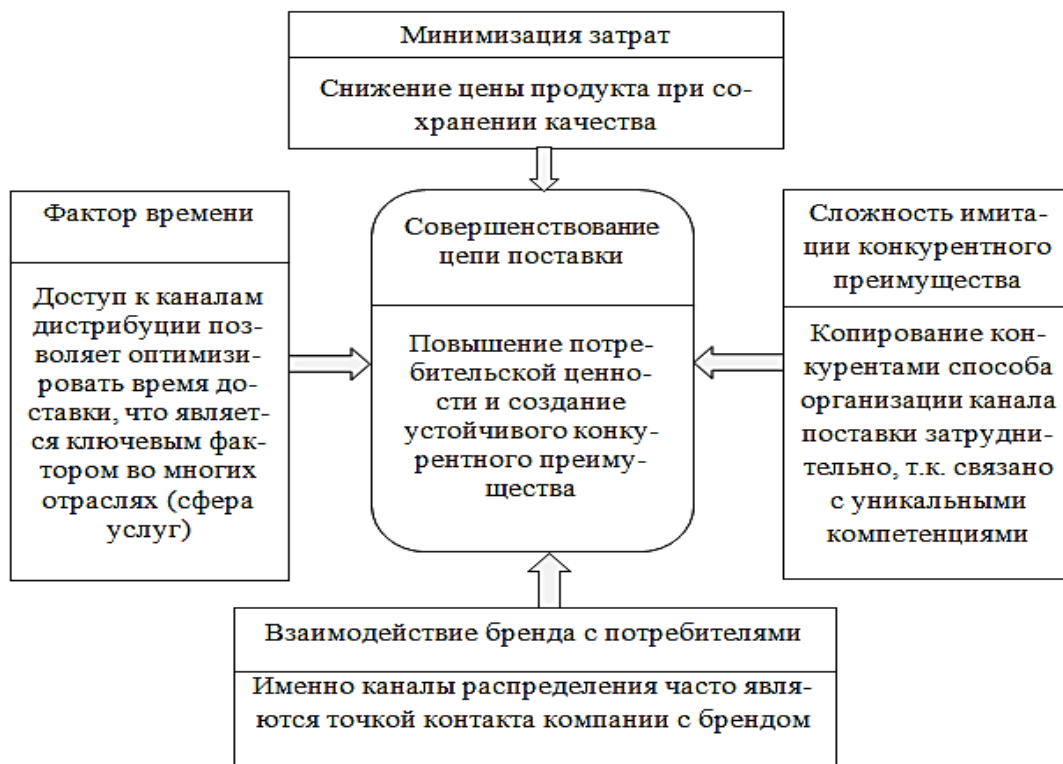 Минимизация затрат
Снижение цены продукта при со-
хранении качества
Фактор времени
Доступ к каналам
дистрибуции поз-
воляет оптимизи-
ровать время до-
ставки, что являет-
ся ключевым фак-
тором во многих
отраслях (сфера
услуг)
Совершенствование
цепи поставки
Повышение потре-
бительской ценно-
сти и создание
устойчивого конку-
рентного преиму-
щества
Сложность имита-
ции конкурентного
преимущества
Копирование кон-
курентами способа
организации канала
поставки затрудни-
тельно, т.к. связано
с уникальными
компетенциями
Взаимодействие бренда с потребителями
Именно каналы распределения часто явля-
ются точкой контакта компании с брендом